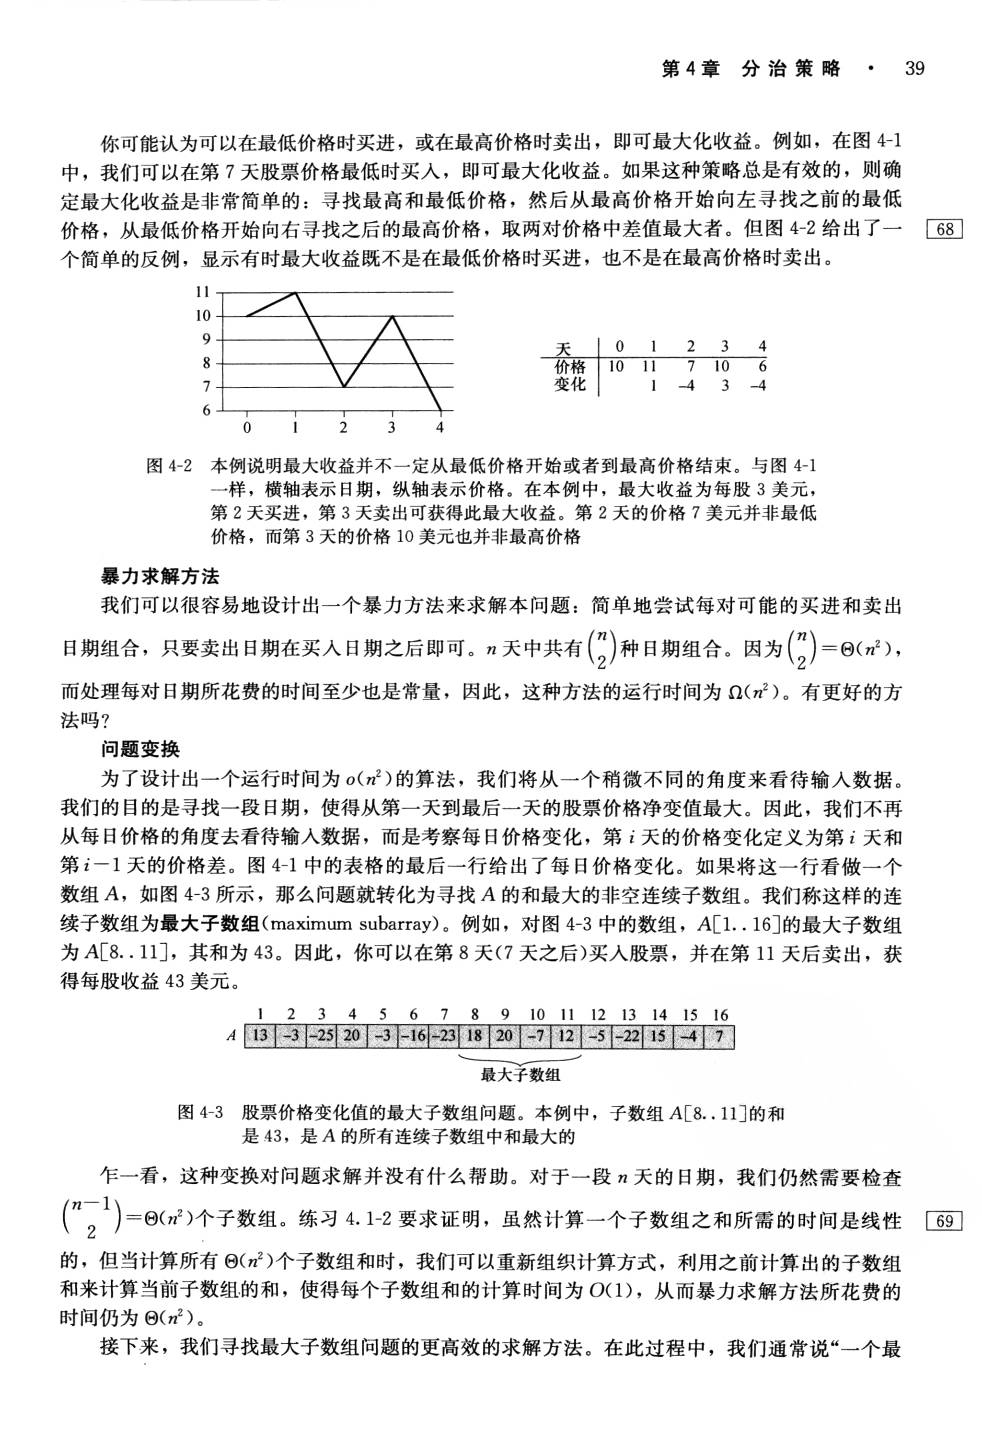 第4章 分治策略 · 39
你可能认为可以在最低价格时买进，或在最高价格时卖出，即可最大化收益。例如，在图 4-1
中，我们可以在第 7 天股票价格最低时买入，即可最大化收益。如果这种策略总是有效的，则确
定最大化收益是非常简单的：寻找最高和最低价格，然后从最高价格开始向左寻找之前的最低
价格，从最低价格开始向右寻找之后的最高价格，取两对价格中差值最大者。但图 4-2 给出了一
68
个简单的反例，显示有时最大收益既不是在最低价格时买进，也不是在最高价格时卖出。
11
10
9
8
7
6
0 1 2 3 4
天 0 1 2 3 4
价格 10 11 7 10 6
变化 1 -4 3 -4
图 4-2 本例说明最大收益并不一定从最低价格开始或者到最高价格结束。与图 4-1
一样，横轴表示日期，纵轴表示价格。在本例中，最大收益为每股 3 美元，
第 2 天买进，第 3 天卖出可获得此最大收益。第 2 天的价格 7 美元并非最低
价格，而第 3 天的价格 10 美元也并非最高价格
暴力求解方法
我们可以很容易地设计出一个暴力方法来求解本问题：简单地尝试每对可能的买进和卖出
日期组合，只要卖出日期在买入日期之后即可。n 天中共有(n 2)种日期组合。因为(n 2)=Θ(n²)，
而处理每对日期所花费的时间至少也是常量，因此，这种方法的运行时间为 Ω(n²)。有更好的方
法吗？
问题变换
为了设计出一个运行时间为 o(n²)的算法，我们将从一个稍微不同的角度来看待输入数据。
我们的目的是寻找一段日期，使得从第一天到最后一天的股票价格净变值最大。因此，我们不再
从每日价格的角度去看待输入数据，而是考察每日价格变化，第 i 天的价格变化定义为第 i 天和
第 i－1 天的价格差。图 4-1 中的表格的最后一行给出了每日价格变化。如果将这一行看做一个
数组 A，如图 4-3 所示，那么问题就转化为寻找 A 的和最大的非空连续子数组。我们称这样的连
续子数组为最大子数组(maximum subarray)。例如，对图 4-3 中的数组，A[1..16]的最大子数组
为 A[8..11]，其和为 43。因此，你可以在第 8 天(7 天之后)买入股票，并在第 11 天后卖出，获
得每股收益 43 美元。
1 2 3 4 5 6 7 8 9 10 11 12 13 14 15 16
A 13 -3 -25 20 -3 -16 -23 18 20 -7 12 -5 -22 15 -4 7
最大子数组
图 4-3 股票价格变化值的最大子数组问题。本例中，子数组 A[8..11]的和
是 43，是 A 的所有连续子数组中和最大的
乍一看，这种变换对问题求解并没有什么帮助。对于一段 n 天的日期，我们仍然需要检查
(n－1 2)=Θ(n²)个子数组。练习 4.1-2 要求证明，虽然计算一个子数组之和所需的时间是线性
69
的，但当计算所有 Θ(n²)个子数组和时，我们可以重新组织计算方式，利用之前计算出的子数组
和来计算当前子数组的和，使得每个子数组和的计算时间为 O(1)，从而暴力求解方法所花费的
时间仍为 Θ(n²)。
接下来，我们寻找最大子数组问题的更高效的求解方法。在此过程中，我们通常说“一个最